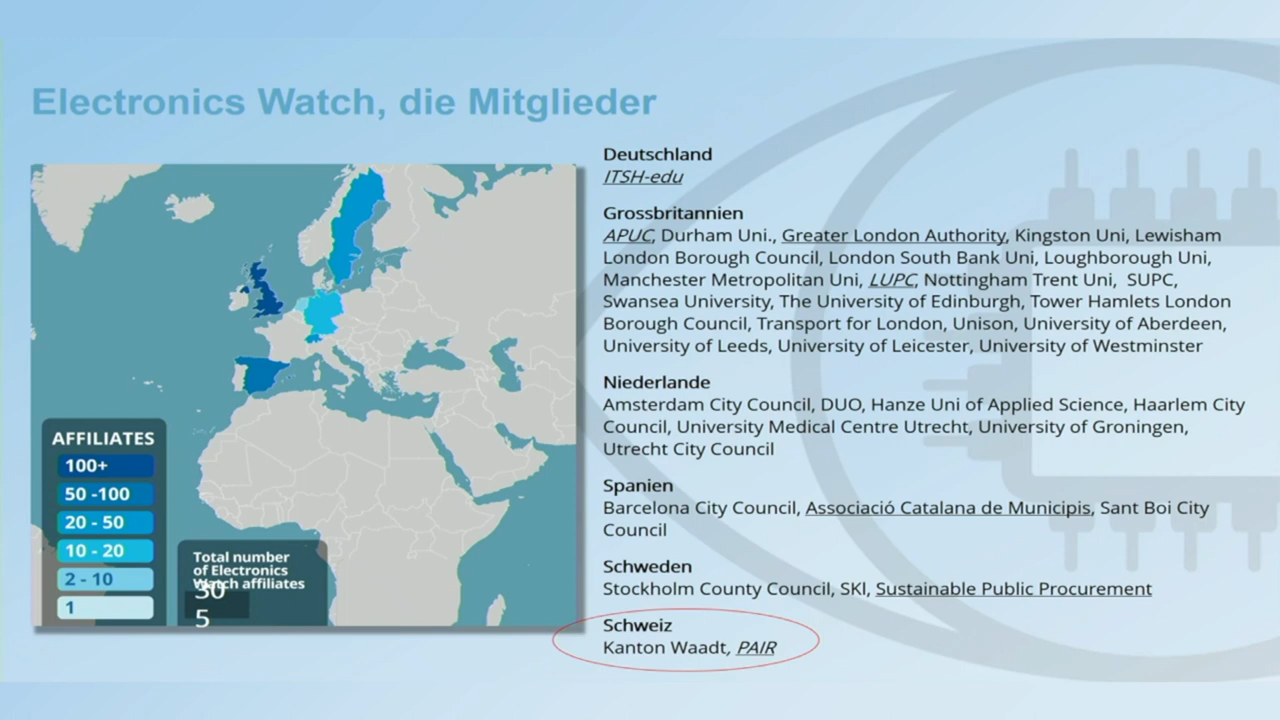 Electronics Watch, die Mitglieder
Deutschland
ITSH-edu
Grossbritannien
APUC, Durham Uni., Greater London Authority, Kingston Uni, Lewisham
London Borough Council, London South Bank Uni, Loughborough Uni,
Manchester Metropolitan Uni, LUPC, Nottingham Trent Uni, SUPC,
Swansea University, The University of Edinburgh, Tower Hamlets London
Borough Council, Transport for London, Unison, University of Aberdeen,
University of Leeds, University of Leicester, University of Westminster
Niederlande
Amsterdam City Council, DUO, Hanze Uni of Applied Science, Haarlem City
Council, University Medical Centre Utrecht, University of Groningen,
Utrecht City Council
Spanien
Barcelona City Council, Associació Catalana de Municipis, Sant Boi City
Council
Schweden
Stockholm County Council, SKI, Sustainable Public Procurement
Schweiz
Kanton Waadt, PAIR
AFFILIATES
100+
50 -100
20 - 50
10 - 20
2 - 10
1
Total number
of Electronics
Watch affiliates
30
5